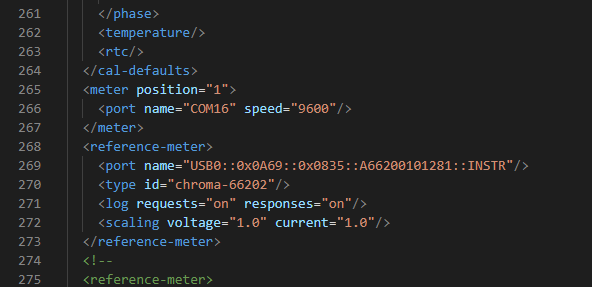 261 </phase>
262 <temperature/>
263 <rtc/>
264 </cal-defaults>
265 <meter position="1">
266 <port name="COM16" speed="9600"/>
267 </meter>
268 <reference-meter>
269 <port name="USB0::0x0A69::0x0835::A66200101281::INSTR"/>
270 <type id="chroma-66202"/>
271 <log requests="on" responses="on"/>
272 <scaling voltage="1.0" current="1.0"/>
273 </reference-meter>
274 <!--
275 <reference-meter>